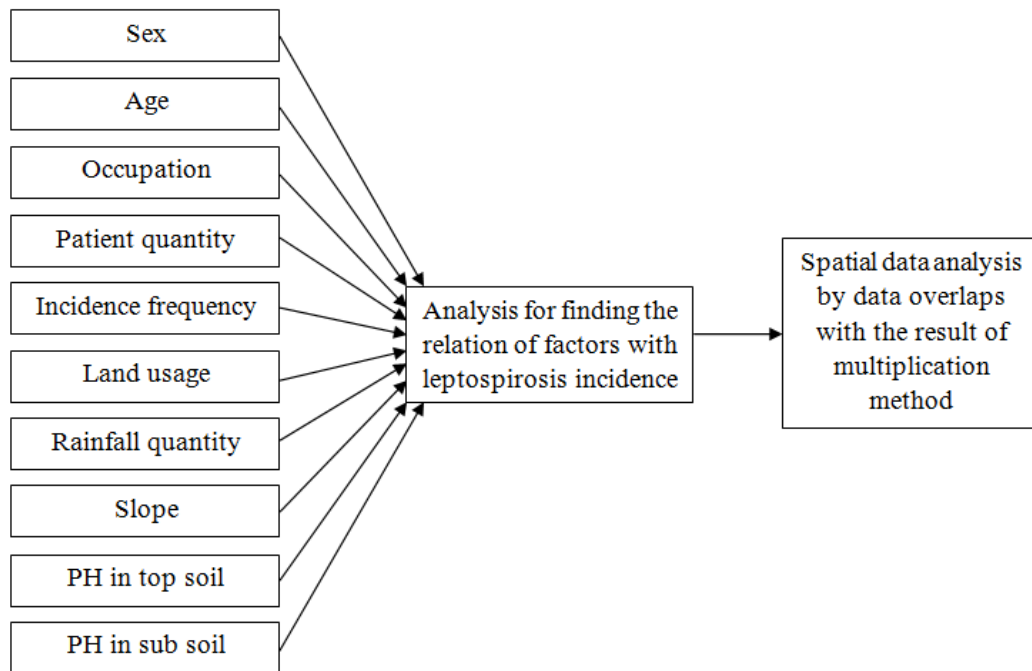 Sex
Age
Occupation
Patient quantity
Incidence frequency
Land usage
Rainfall quantity
Slope
PH in top soil
PH in sub soil
Analysis for finding the
relation of factors with
leptospirosis incidence
Spatial data analysis
by data overlaps
with the result of
multiplication
method